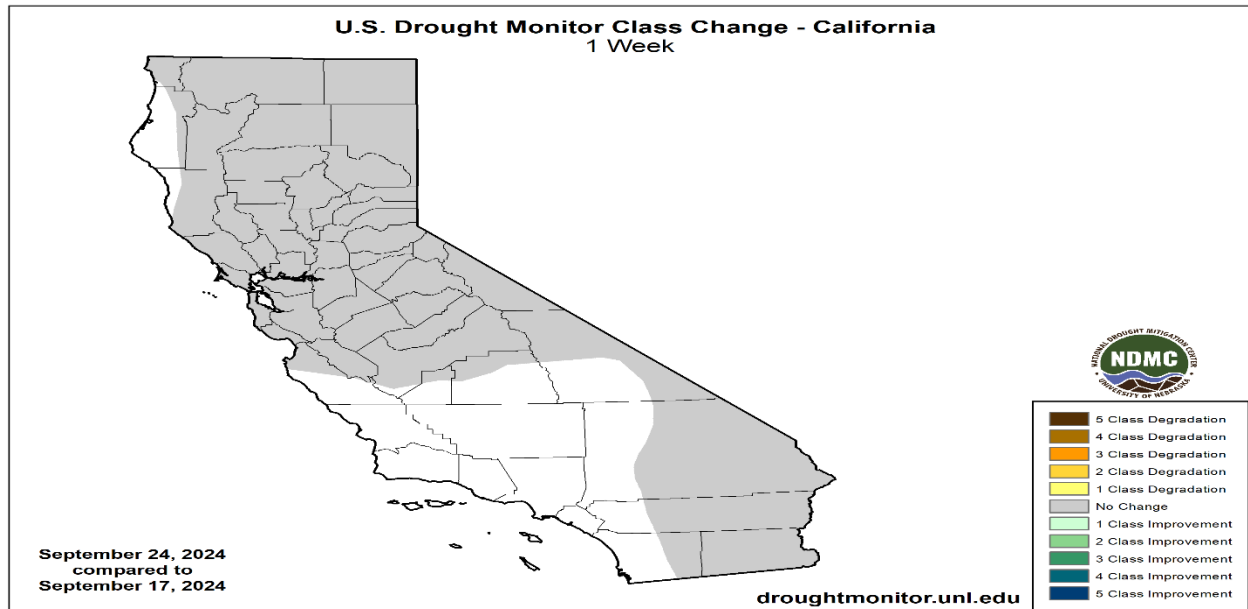 U.S. Drought Monitor Class Change - California
1 Week
NATIONAL DROUGHT MITIGATION CENTER
NDMC
UNIVERSITY OF NEBRASKA
5 Class Degradation
4 Class Degradation
3 Class Degradation
2 Class Degradation
1 Class Degradation
No Change
1 Class Improvement
2 Class Improvement
3 Class Improvement
4 Class Improvement
5 Class Improvement
September 24, 2024
compared to
September 17, 2024
droughtmonitor.unl.edu